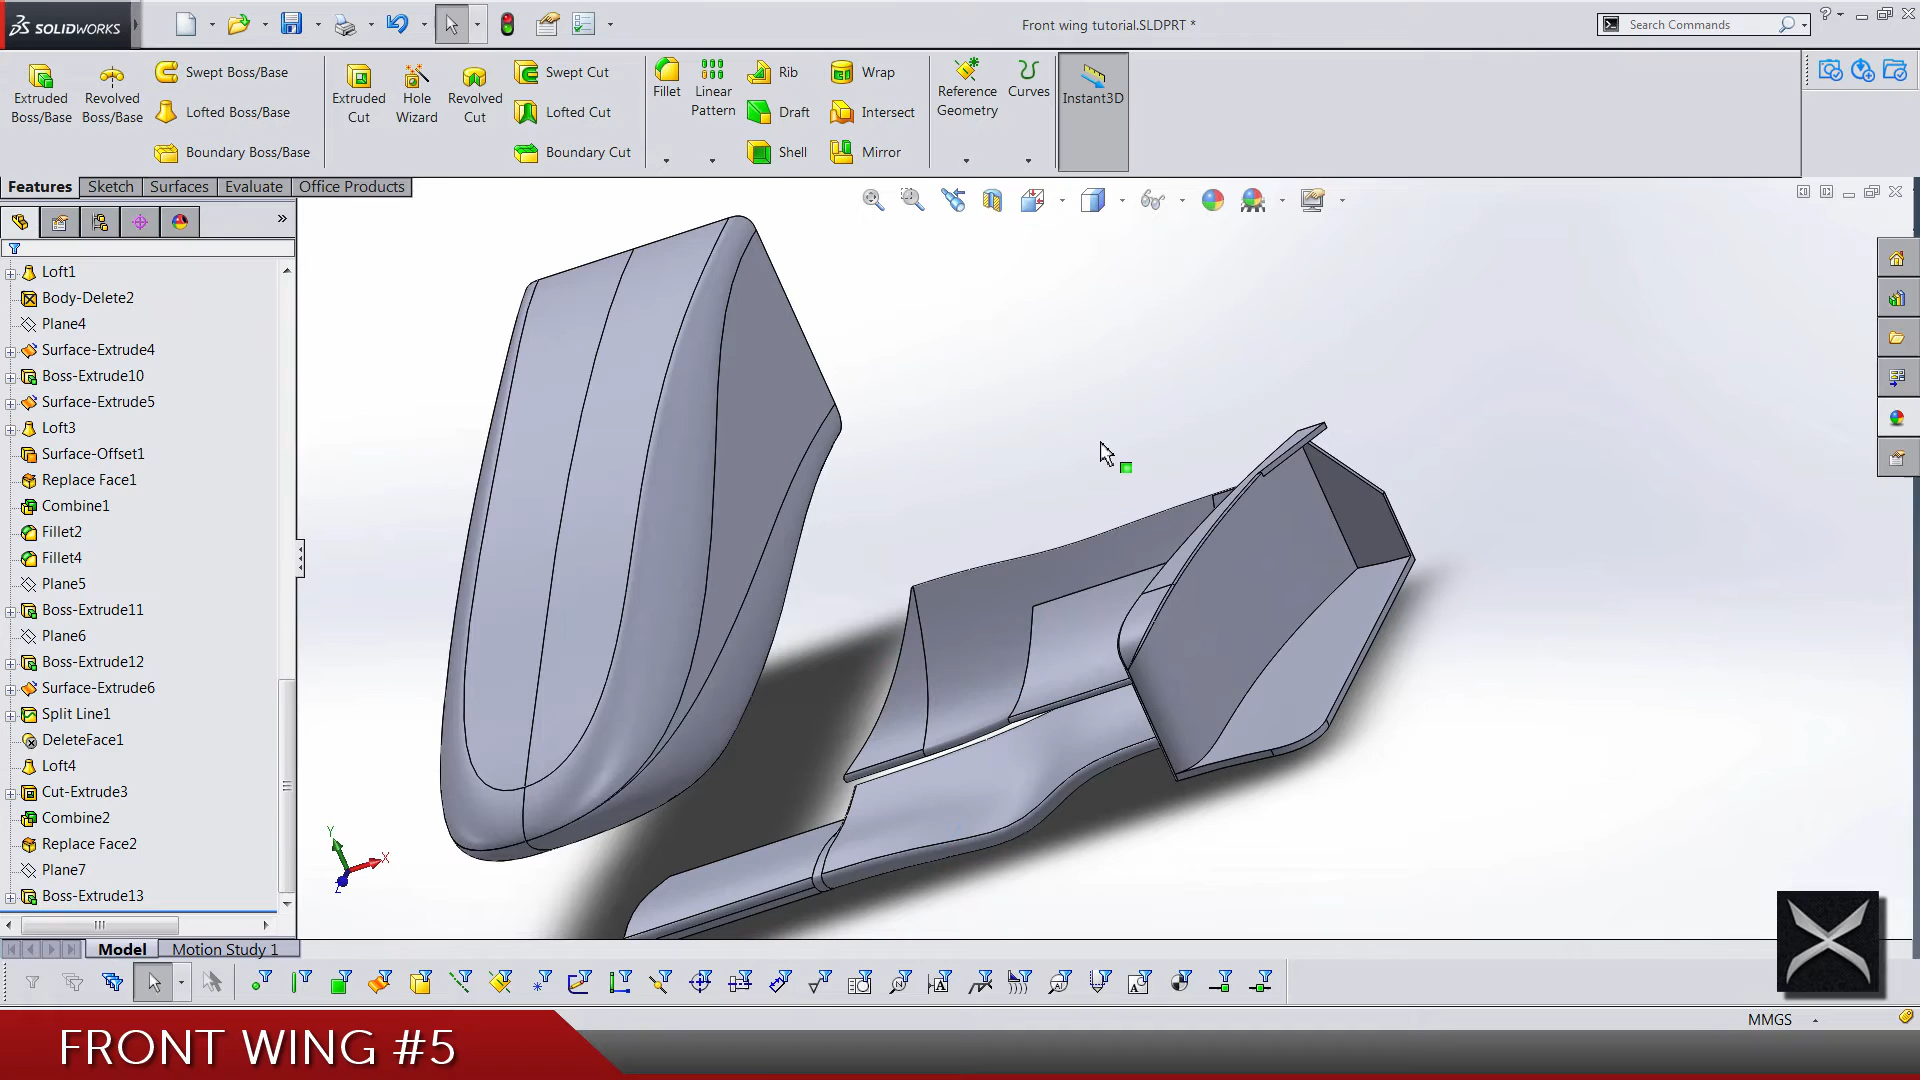 SOLIDWORKS
Front wing tutorial.SLDPRT *
Search Commands
Extruded Boss/Base
Revolved Boss/Base
Swept Boss/Base
Lofted Boss/Base
Boundary Boss/Base
Extruded Cut
Hole Wizard
Revolved Cut
Swept Cut
Lofted Cut
Boundary Cut
Fillet
Linear Pattern
Rib
Draft
Shell
Wrap
Intersect
Mirror
Reference Geometry
Curves
Instant3D
Features
Sketch
Surfaces
Evaluate
Office Products
Loft1
Body-Delete2
Plane4
Surface-Extrude4
Boss-Extrude10
Surface-Extrude5
Loft3
Surface-Offset1
Replace Face1
Combine1
Fillet2
Fillet4
Plane5
Boss-Extrude11
Plane6
Boss-Extrude12
Surface-Extrude6
Split Line1
DeleteFace1
Loft4
Cut-Extrude3
Combine2
Replace Face2
Plane7
Boss-Extrude13
Y
X
Z
Model
Motion Study 1
MMGS
FRONT WING #5